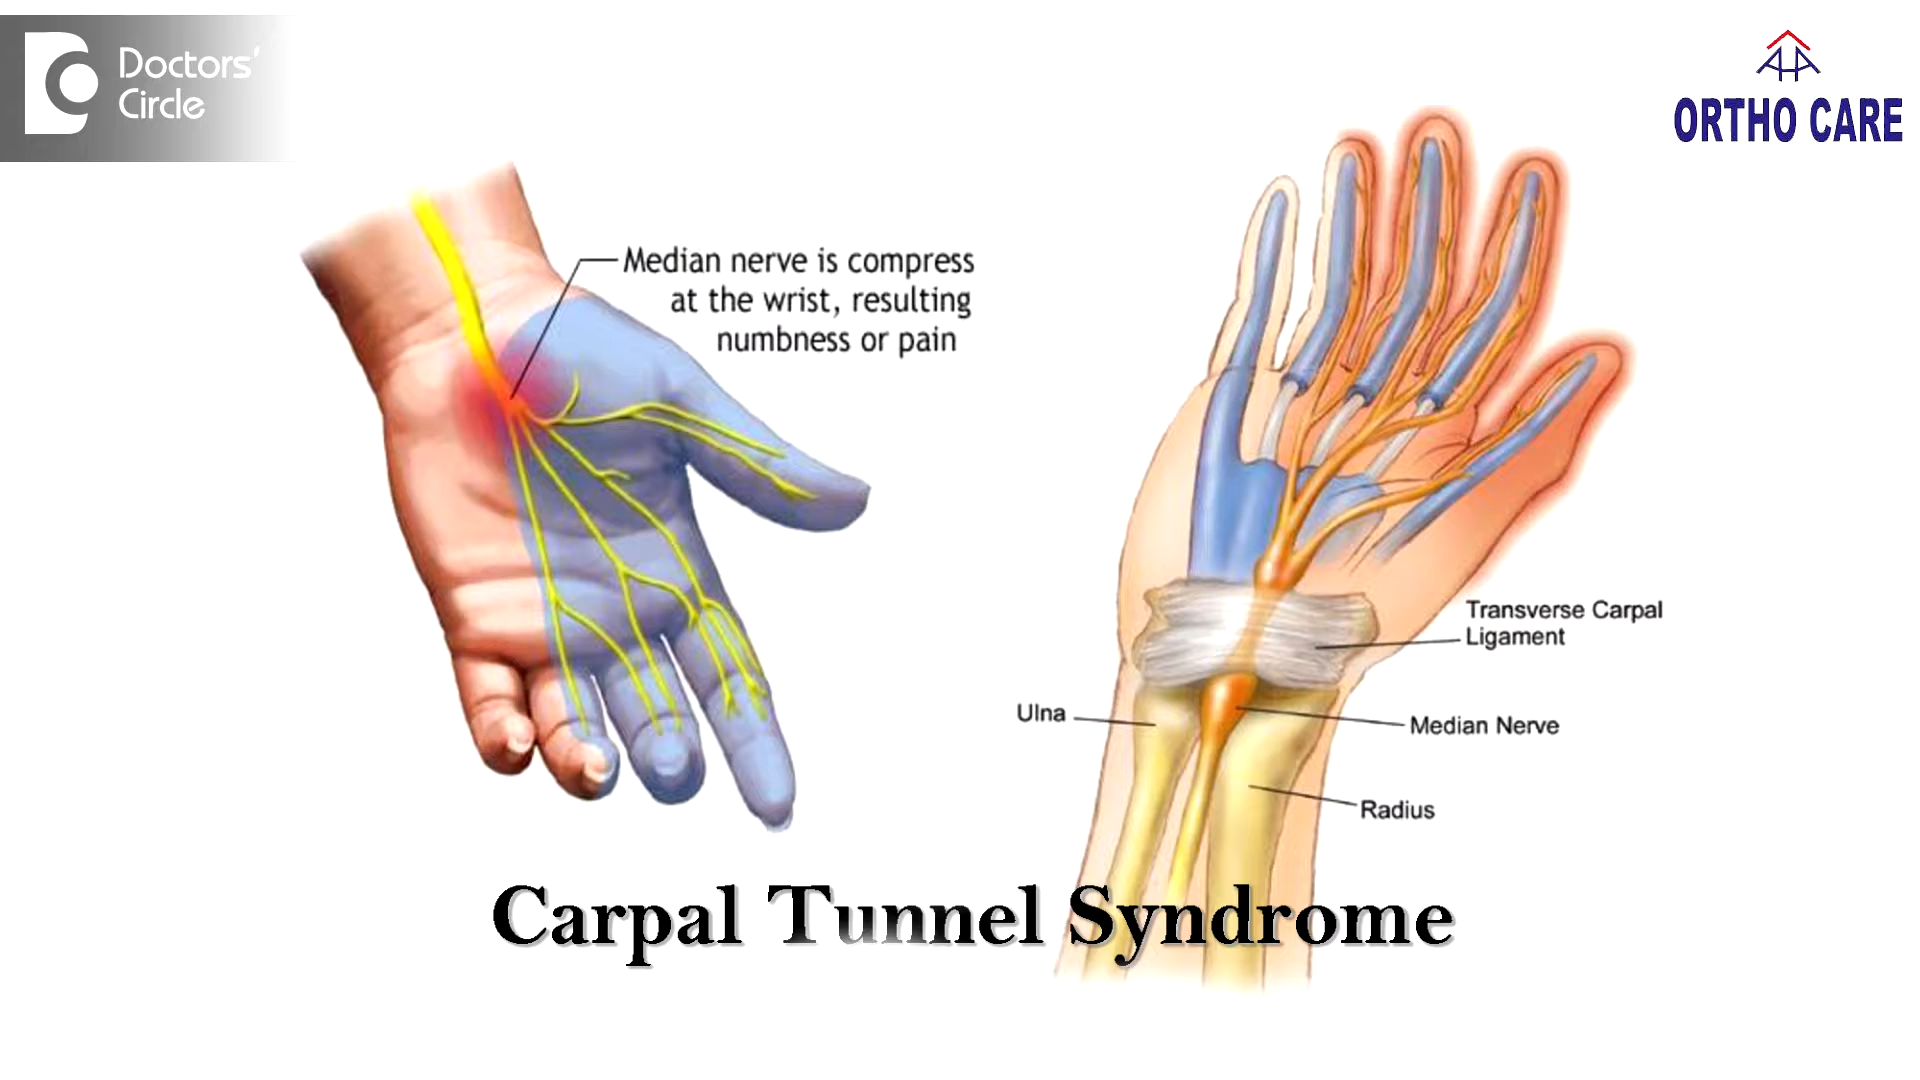 Doctors'
Circle
ORTHO CARE
Median nerve is compress
at the wrist, resulting
numbness or pain
Transverse Carpal
Ligament
Ulna
Median Nerve
Radius
Carpal Tunnel Syndrome